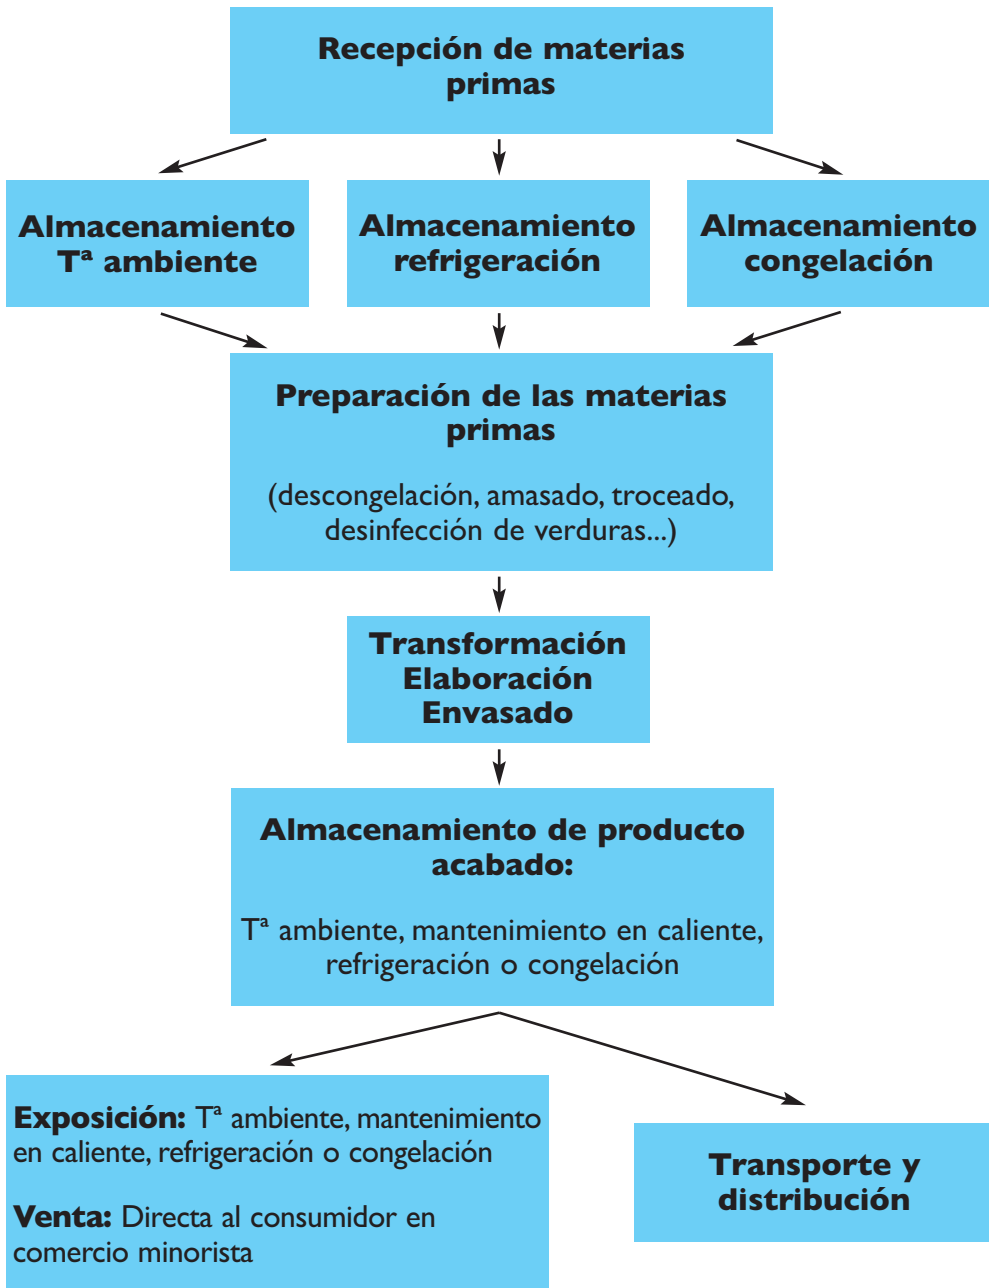 Recepción de materias
primas
Almacenamiento
Tª ambiente
Almacenamiento
refrigeración
Almacenamiento
congelación
Preparación de las materias
primas
(descongelación, amasado, troceado,
desinfección de verduras...)
Transformación
Elaboración
Envasado
Almacenamiento de producto
acabado:
Tª ambiente, mantenimiento en caliente,
refrigeración o congelación
Exposición: Tª ambiente, mantenimiento
en caliente, refrigeración o congelación
Venta: Directa al consumidor en
comercio minorista
Transporte y
distribución